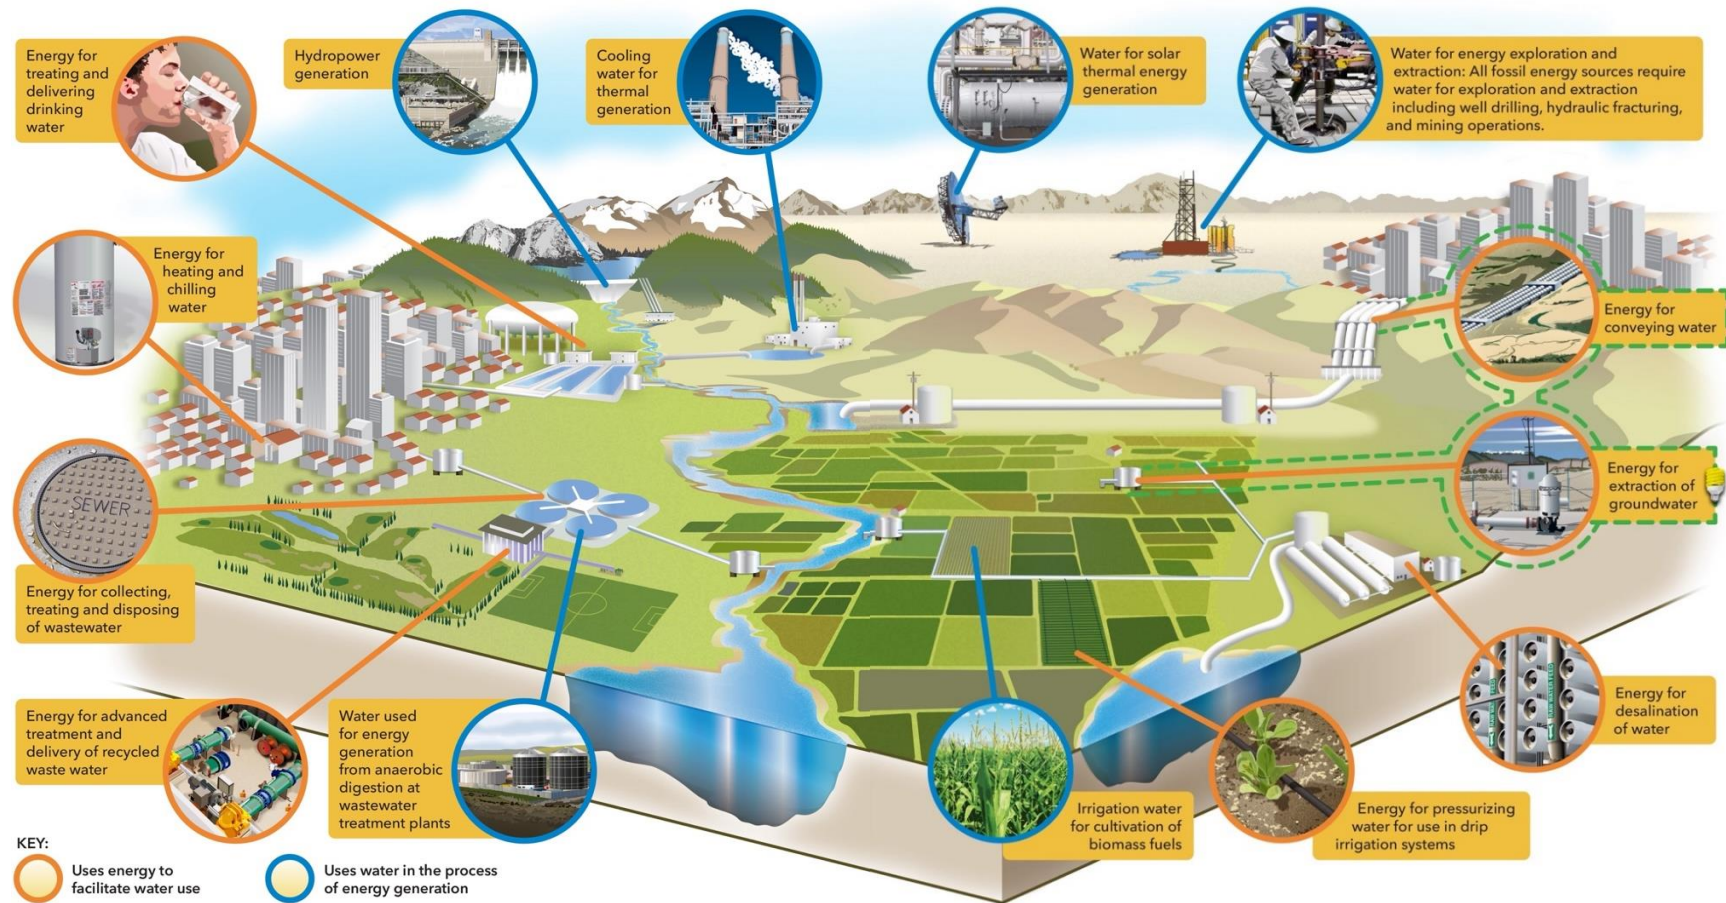 Energy for
treating and
delivering
drinking
water
Hydropower
generation
Cooling
water for
thermal
generation
Water for solar
thermal energy
generation
Water for energy exploration and
extraction: All fossil energy sources require
water for exploration and extraction
including well drilling, hydraulic fracturing,
and mining operations.
Energy for
heating and
chilling
water
Energy for
conveying water
SEWER
Energy for
extraction of
groundwater
Energy for collecting,
treating and disposing
of wastewater
Energy for advanced
treatment and
delivery of recycled
waste water
Water used
for energy
generation
from anaerobic
digestion at
wastewater
treatment plants
Irrigation water
for cultivation of
biomass fuels
Energy for pressurizing
water for use in drip
irrigation systems
Energy for
desalination
of water
KEY:
Uses energy to
facilitate water use
Uses water in the process
of energy generation